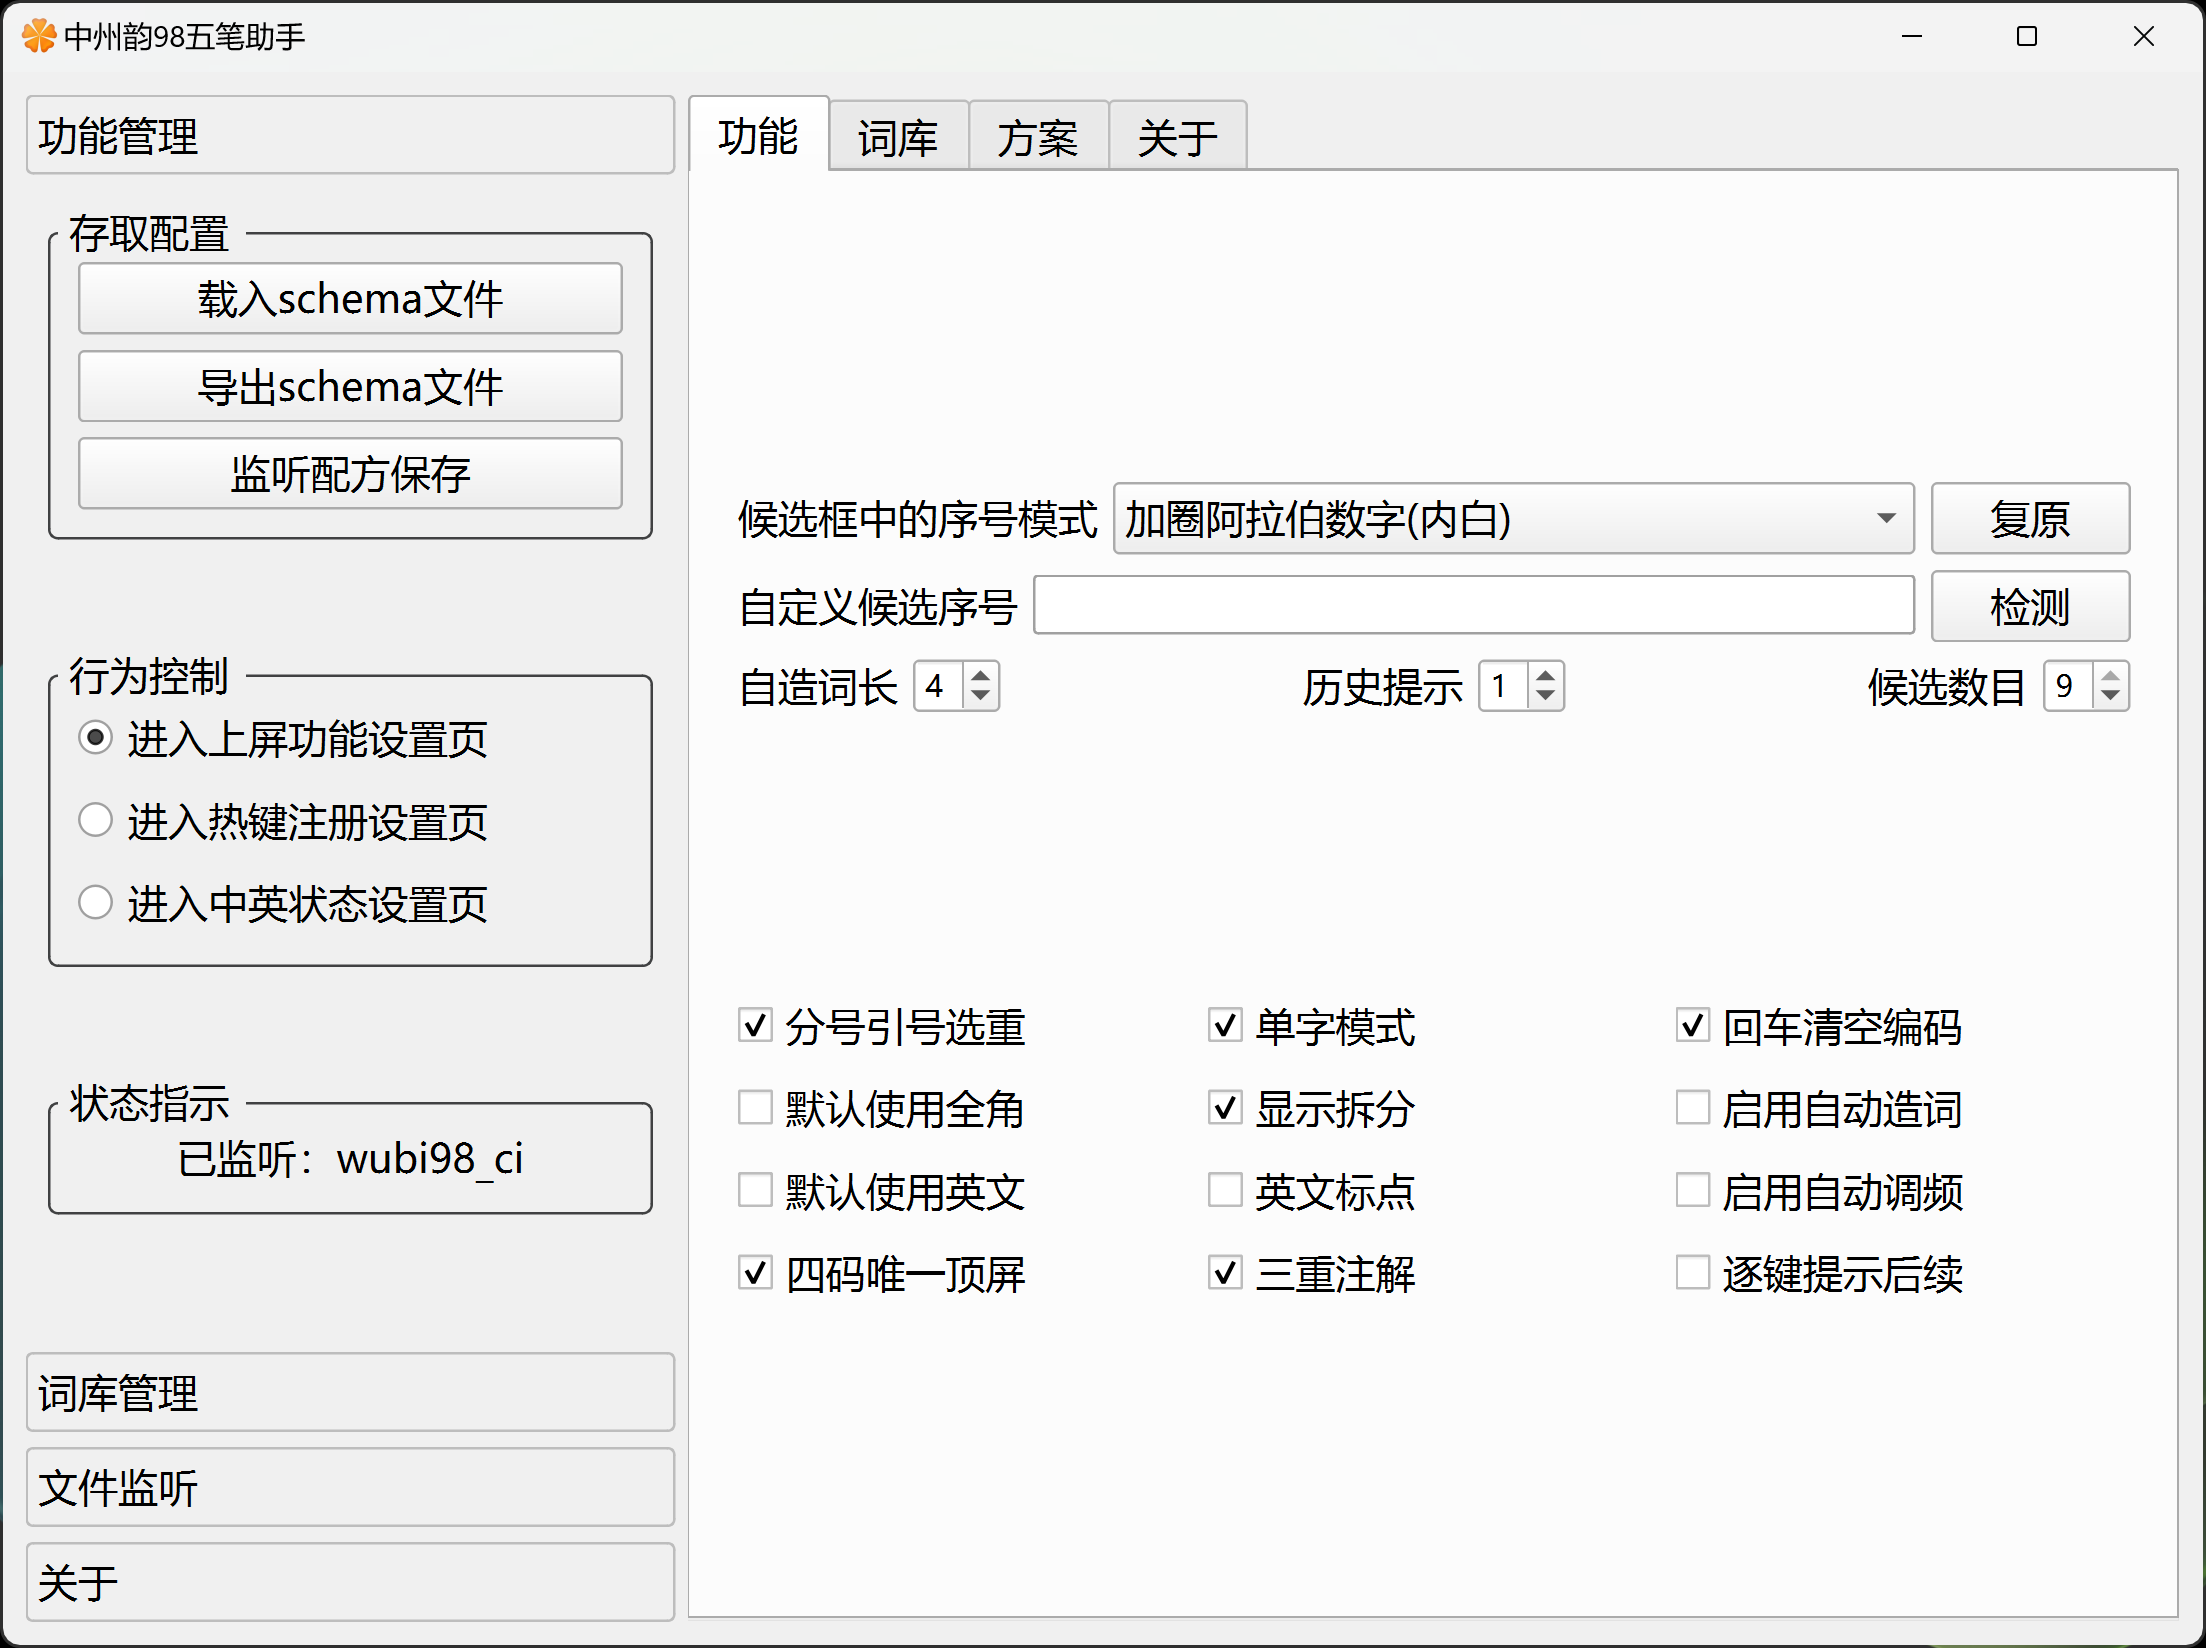 中州韵98五笔助手
功能管理
存取配置
载入schema文件
导出schema文件
监听配方保存
行为控制
进入上屏功能设置页
进入热键注册设置页
进入中英状态设置页
状态指示
已监听：wubi98_ci
词库管理
文件监听
关于
功能 词库 方案 关于
候选框中的序号模式 加圈阿拉伯数字(内白) 复原
自定义候选序号 检测
自造词长 4 历史提示 1 候选数目 9
分号引号选重 单字模式 回车清空编码
默认使用全角 显示拆分 启用自动造词
默认使用英文 英文标点 启用自动调频
四码唯一顶屏 三重注解 逐键提示后续